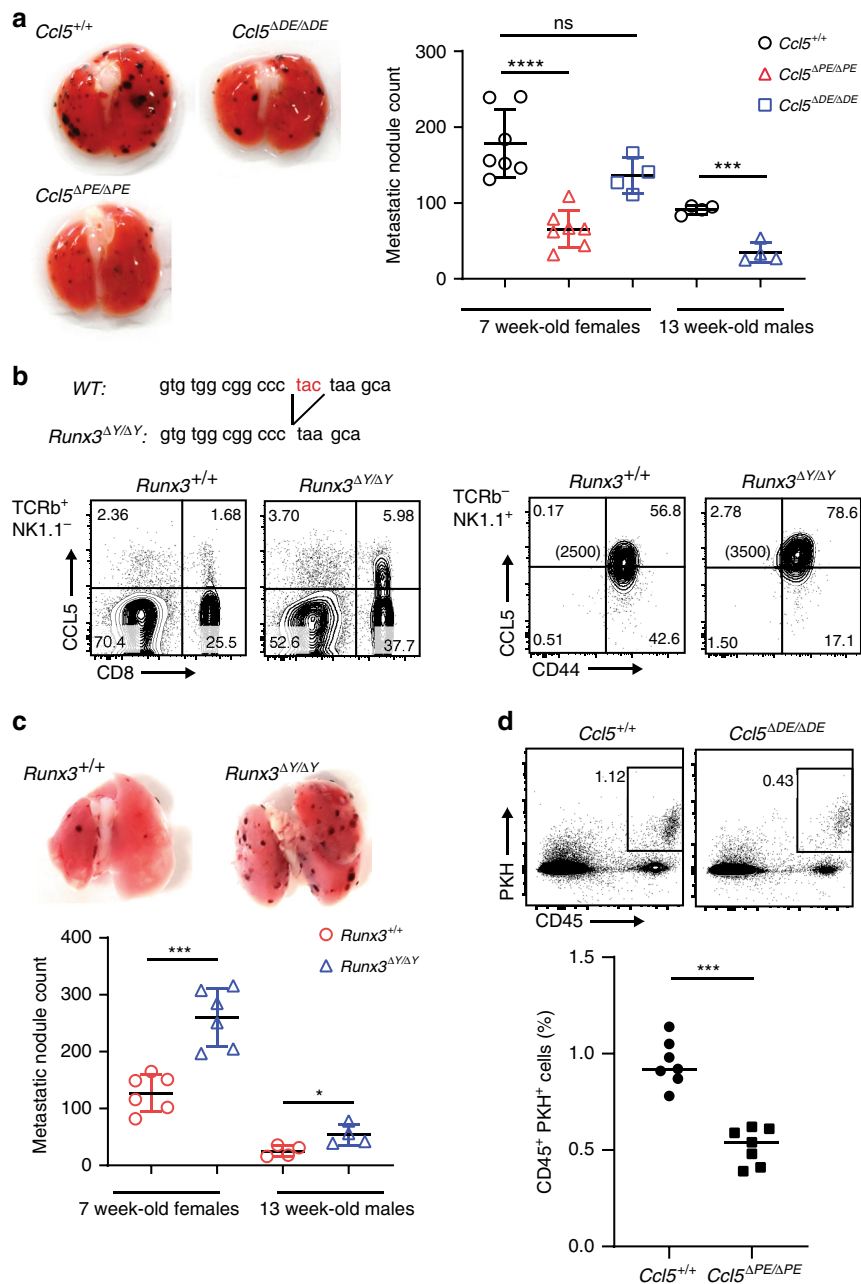 a
Ccl5+/+
Ccl5ΔDE/ΔDE
Ccl5ΔPE/ΔPE
Metastatic nodule count
300
200
100
0
ns
****
***
Ccl5+/+
Ccl5ΔPE/ΔPE
Ccl5ΔDE/ΔDE
7 week-old females
13 week-old males
b
WT: gtg tgg cgg ccc tac taa gca
Runx3ΔY/ΔY: gtg tgg cgg ccc taa gca
TCRb+
NK1.1−
Runx3+/+
Runx3ΔY/ΔY
2.36 1.68
70.4 25.5
3.70 5.98
52.6 37.7
CCL5
CD8
TCRb−
NK1.1+
Runx3+/+
Runx3ΔY/ΔY
0.17 56.8
(2500)
0.51 42.6
2.78 78.6
(3500)
1.50 17.1
CCL5
CD44
c
Runx3+/+
Runx3ΔY/ΔY
Metastatic nodule count
400
300
200
100
0
***
*
Runx3+/+
Runx3ΔY/ΔY
7 week-old females
13 week-old males
d
Ccl5+/+
Ccl5ΔDE/ΔDE
1.12
0.43
PKH
CD45
CD45+ PKH+ cells (%)
1.5
1.0
0.5
0.0
***
Ccl5+/+
Ccl5ΔPE/ΔPE